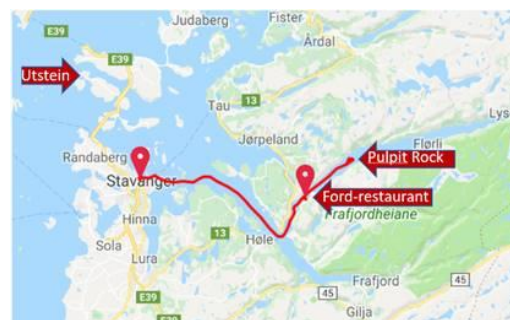 Judaberg
Fister
E39
Årdal
Utstein
Tau
13
Jørpeland
Lys
Flørli
Pulpit Rock
Randaberg
Stavanger
Ford-restaurant
Frafjordheiane
Hinna
Sola
13
Høle
Lura
Frafjord
45
45
E39
Gilja
E39